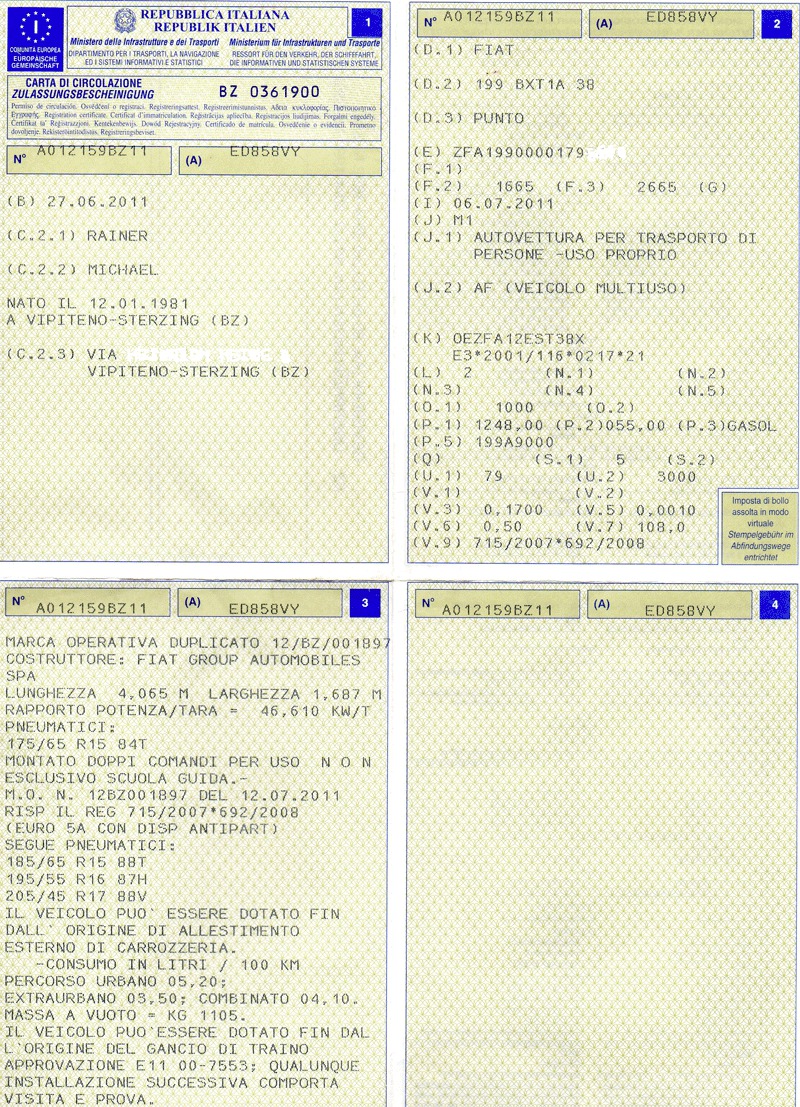 I
COMUNITÀ EUROPEA
EUROPÄISCHE
GEMEINSCHAFT
REPUBBLICA ITALIANA
REPUBLIK ITALIEN
1
Ministero delle Infrastrutture e dei Trasporti Ministerium für Infrastrukturen und Transporte
DIPARTIMENTO PER I TRASPORTI, LA NAVIGAZIONE
ED I SISTEMI INFORMATIVI E STATISTICI
RESSORT FÜR DEN VERKEHR, DER SCHIFFFAHRT,
DIE INFORMATIVEN UND STATISTISCHEN SYSTEME
CARTA DI CIRCOLAZIONE
ZULASSUNGSBESCHEINIGUNG
BZ 0361900
Permiso de circulación. Osvědčení o registraci. Registreringsattest. Registreerimistunnistus. Άδεια κυκλοφορίας. Πιστοποιητικό
Εγγραφής. Registration certificate. Certificat d'immatriculation. Reģistrācijas apliecība. Registracijos liudijimas. Forgalmi engedély.
Ċertifikat ta' Reġistrazzjoni. Kentekenbewijs. Dowód Rejestracyjny. Certificado de matrícula. Osvedčenie o evidencii. Prometno
dovoljenje. Rekisteröintitodistus. Registreringsbeviset.
N° A012159BZ11 (A) ED858VY
(B) 27.06.2011
(C.2.1) RAINER
(C.2.2) MICHAEL
NATO IL 12.01.1981
A VIPITENO-STERZING (BZ)
(C.2.3) VIA
VIPITENO-STERZING (BZ)
N° A012159BZ11 (A) ED858VY 2
(D.1) FIAT
(D.2) 199 BXT1A 38
(D.3) PUNTO
(E) ZFA1990000179
(F.1)
(F.2) 1665 (F.3) 2665 (G)
(I) 06.07.2011
(J) M1
(J.1) AUTOVETTURA PER TRASPORTO DI
PERSONE -USO PROPRIO
(J.2) AF (VEICOLO MULTIUSO)
(K) OEZFA12EST38X
E3*2001/116*0217*21
(L) 2 (N.1) (N.2)
(N.3) (N.4) (N.5)
(O.1) 1000 (O.2)
(P.1) 1248,00 (P.2)055,00 (P.3)GASOL
(P.5) 199A9000
(Q) (S.1) 5 (S.2)
(U.1) 79 (U.2) 3000
(V.1) (V.2)
(V.3) 0,1700 (V.5) 0,0010
(V.6) 0,50 (V.7) 108,0
(V.9) 715/2007*692/2008
Imposta di bollo
assolta in modo
virtuale
Stempelgebühr im
Abfindungswege
entrichtet
N° A012159BZ11 (A) ED858VY 3
MARCA OPERATIVA DUPLICATO 12/BZ/001897
COSTRUTTORE: FIAT GROUP AUTOMOBILES
SPA
LUNGHEZZA 4,065 M LARGHEZZA 1,687 M
RAPPORTO POTENZA/TARA = 46,610 KW/T
PNEUMATICI:
175/65 R15 84T
MONTATO DOPPI COMANDI PER USO N O N
ESCLUSIVO SCUOLA GUIDA.-
M.O. N. 12BZ001897 DEL 12.07.2011
RISP IL REG 715/2007*692/2008
(EURO 5A CON DISP ANTIPART)
SEGUE PNEUMATICI:
185/65 R15 88T
195/55 R16 87H
205/45 R17 88V
IL VEICOLO PUO` ESSERE DOTATO FIN
DALL` ORIGINE DI ALLESTIMENTO
ESTERNO DI CARROZZERIA.
-CONSUMO IN LITRI / 100 KM
PERCORSO URBANO 05,20;
EXTRAURBANO 03,50; COMBINATO 04,10.
MASSA A VUOTO = KG 1105.
IL VEICOLO PUO`ESSERE DOTATO FIN DAL
L`ORIGINE DEL GANCIO DI TRAINO
APPROVAZIONE E11 00-7553; QUALUNQUE
INSTALLAZIONE SUCCESSIVA COMPORTA
VISITA E PROVA.
N° A012159BZ11 (A) ED858VY 4